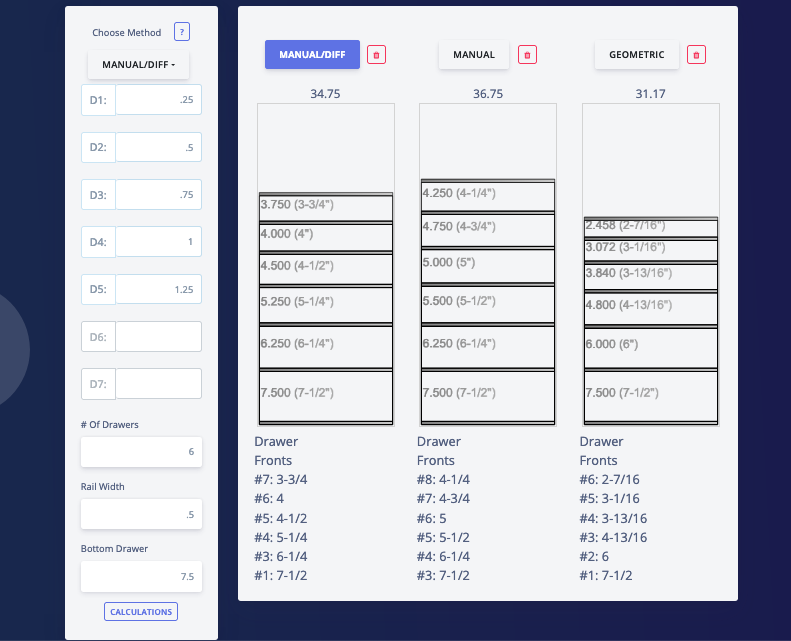 Choose Method
?
MANUAL/DIFF
D1: .25
D2: .5
D3: .75
D4: 1
D5: 1.25
D6:
D7:
# Of Drawers
6
Rail Width
.5
Bottom Drawer
7.5
CALCULATIONS
MANUAL/DIFF
34.75
3.750 (3-3/4")
4.000 (4")
4.500 (4-1/2")
5.250 (5-1/4")
6.250 (6-1/4")
7.500 (7-1/2")
Drawer
Fronts
#7: 3-3/4
#6: 4
#5: 4-1/2
#4: 5-1/4
#3: 6-1/4
#1: 7-1/2
MANUAL
36.75
4.250 (4-1/4")
4.750 (4-3/4")
5.000 (5")
5.500 (5-1/2")
6.250 (6-1/4")
7.500 (7-1/2")
Drawer
Fronts
#8: 4-1/4
#7: 4-3/4
#6: 5
#5: 5-1/2
#4: 6-1/4
#3: 7-1/2
GEOMETRIC
31.17
2.458 (2-7/16")
3.072 (3-1/16")
3.840 (3-13/16")
4.800 (4-13/16")
6.000 (6")
7.500 (7-1/2")
Drawer
Fronts
#6: 2-7/16
#5: 3-1/16
#4: 3-13/16
#3: 4-13/16
#2: 6
#1: 7-1/2